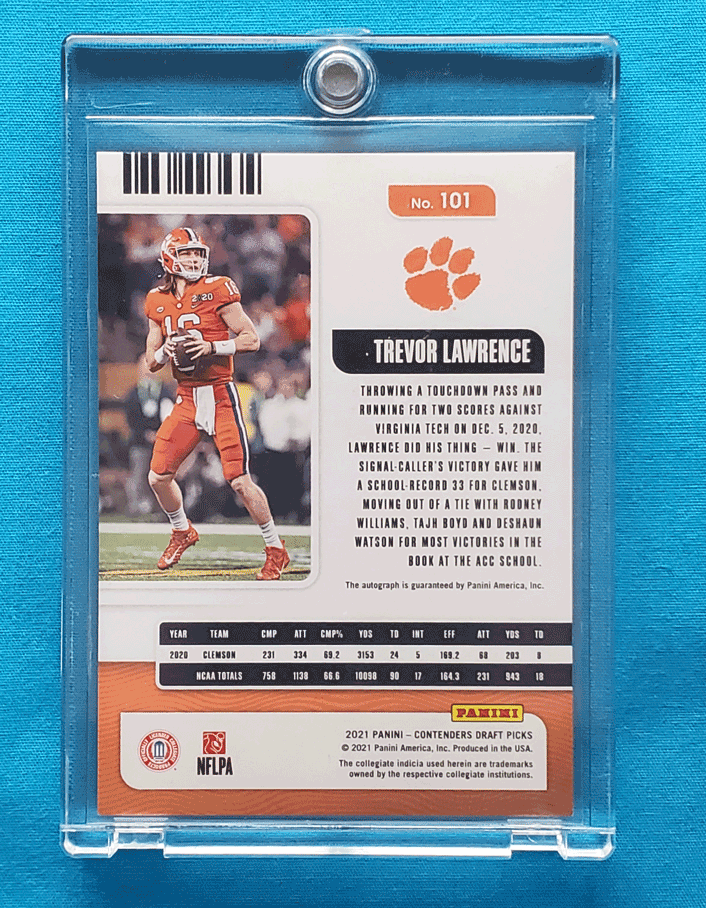 No. 101
TREVOR LAWRENCE
THROWING A TOUCHDOWN PASS AND
RUNNING FOR TWO SCORES AGAINST
VIRGINIA TECH ON DEC. 5, 2020,
LAWRENCE DID HIS THING — WIN. THE
SIGNAL-CALLER'S VICTORY GAVE HIM
A SCHOOL-RECORD 33 FOR CLEMSON,
MOVING OUT OF A TIE WITH RODNEY
WILLIAMS, TAJH BOYD AND DESHAUN
WATSON FOR MOST VICTORIES IN THE
BOOK AT THE ACC SCHOOL.
The autograph is guaranteed by Panini America, Inc.
16
2020
16
YEAR TEAM CMP ATT CMP% YDS TD INT EFF ATT YDS TD
2020 CLEMSON 231 334 69.2 3153 24 5 169.2 68 203 8
NCAA TOTALS 758 1138 66.6 10098 90 17 164.3 231 943 18
PANINI
2021 PANINI – CONTENDERS DRAFT PICKS
© 2021 Panini America, Inc. Produced in the USA.
The collegiate indicia used herein are trademarks
owned by the respective collegiate institutions.
OFFICIALLY LICENSED COLLEGIATE PRODUCTS
NFLPA